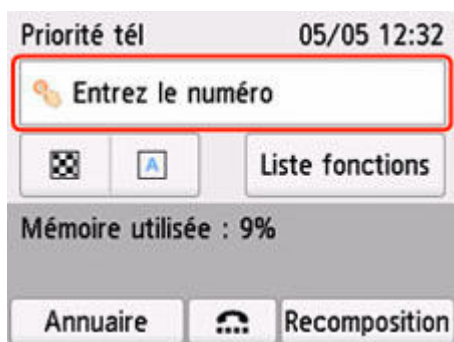 Priorité tél 05/05 12:32
Entrez le numéro
A Liste fonctions
Mémoire utilisée : 9%
Annuaire Recomposition